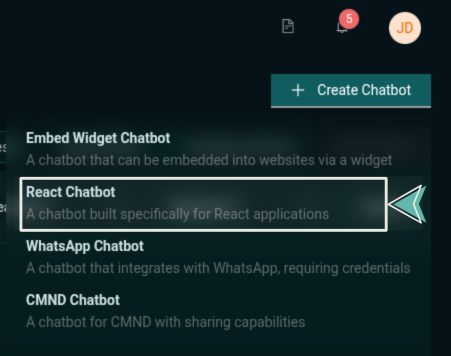 5
JD
+ Create Chatbot
Embed Widget Chatbot
A chatbot that can be embedded into websites via a widget
React Chatbot
A chatbot built specifically for React applications
WhatsApp Chatbot
A chatbot that integrates with WhatsApp, requiring credentials
CMND Chatbot
A chatbot for CMND with sharing capabilities